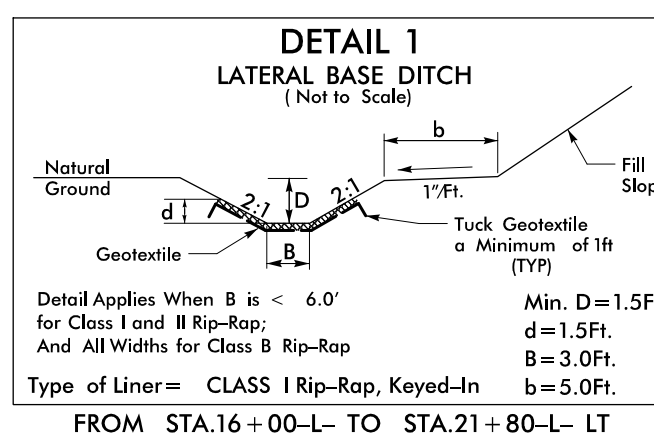 DETAIL 1
LATERAL BASE DITCH
( Not to Scale)
b
Natural
Ground
2:1
D
2:1
1"/Ft.
Fill
d
Geotextile
B
Tuck Geotextile
a Minimum of 1ft
(TYP)
Detail Applies When B is < 6.0'
for Class I and II Rip-Rap;
And All Widths for Class B Rip-Rap
Min. D=1.5F
d=1.5Ft.
B=3.0Ft.
b=5.0Ft.
Type of Liner= CLASS I Rip-Rap, Keyed-In
FROM STA.16+00-L- TO STA.21+80-L- LT